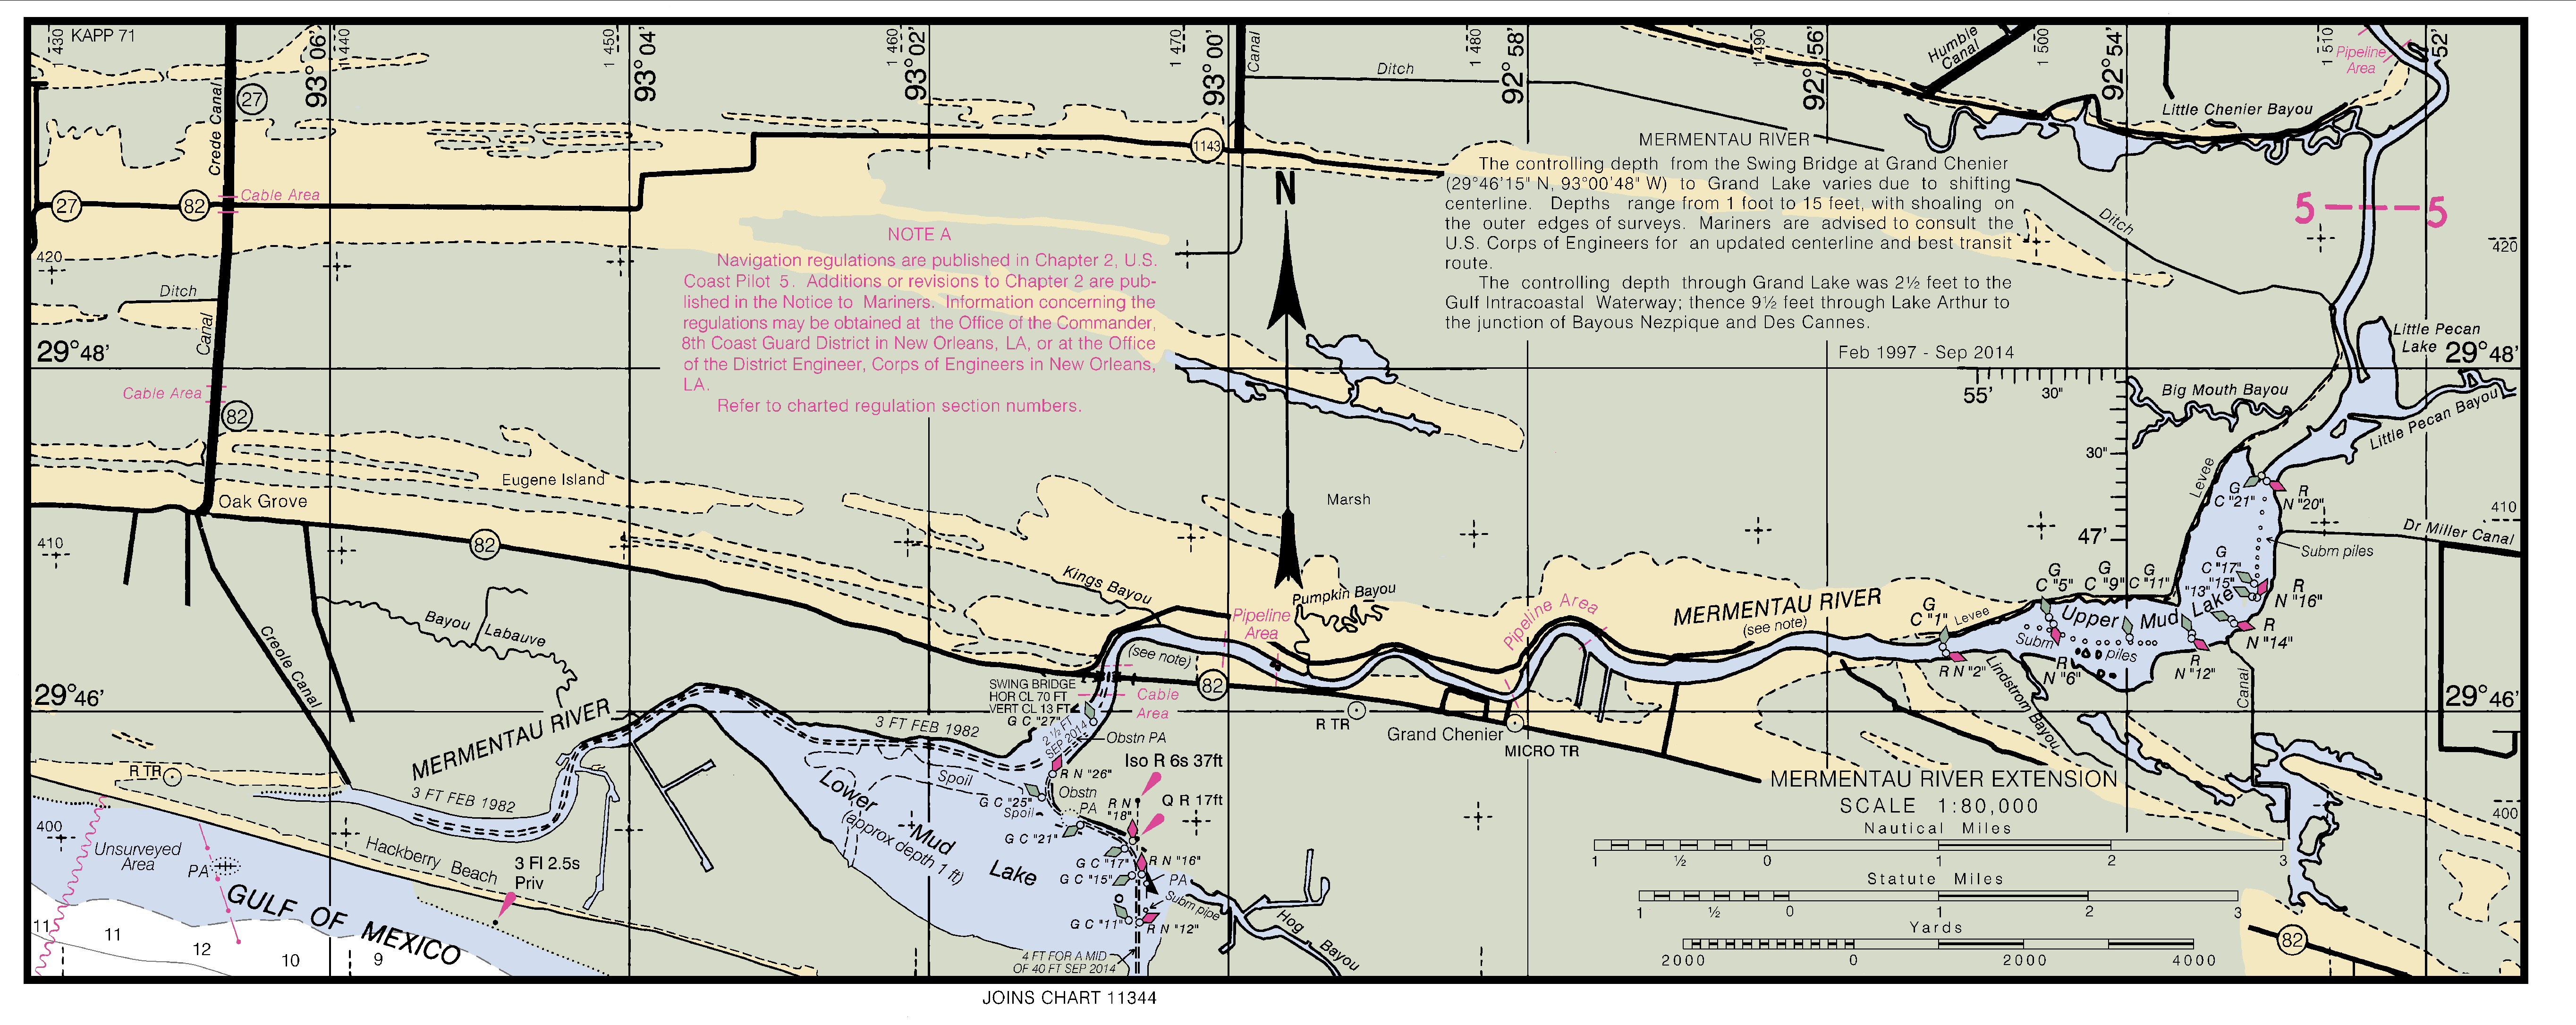 KAPP 71
1 430
1 440
1 450
1 460
1 470
1 480
1 490
1 500
1 510
93°06'
93°04'
93°02'
93°00'
92°58'
92°56'
92°54'
52'
Crede Canal
27
Canal
Ditch
Humble
Canal
Pipeline
Area
Little Chenier Bayou
1143
MERMENTAU RIVER
The controlling depth from the Swing Bridge at Grand Chenier
(29°46'15" N, 93°00'48" W) to Grand Lake varies due to shifting
centerline. Depths range from 1 foot to 15 feet, with shoaling on
the outer edges of surveys. Mariners are advised to consult the
U.S. Corps of Engineers for an updated centerline and best transit
route.
The controlling depth through Grand Lake was 2½ feet to the
Gulf Intracoastal Waterway; thence 9½ feet through Lake Arthur to
the junction of Bayous Nezpique and Des Cannes.
Feb 1997 - Sep 2014
27
82
Cable Area
N
Ditch
5 5
420
420
NOTE A
Navigation regulations are published in Chapter 2, U.S.
Coast Pilot 5. Additions or revisions to Chapter 2 are pub-
lished in the Notice to Mariners. Information concerning the
regulations may be obtained at the Office of the Commander,
8th Coast Guard District in New Orleans, LA, or at the Office
of the District Engineer, Corps of Engineers in New Orleans,
LA.
Refer to charted regulation section numbers.
Ditch
Canal
29°48'
Little Pecan
Lake
29°48'
Cable Area
82
55'
30"
Big Mouth Bayou
Little Pecan Bayou
30"
Levee
Eugene Island
Oak Grove
Marsh
G
C "21"
R
N "20"
410
Dr Miller Canal
410
82
47'
Subm piles
Kings Bayou
Pumpkin Bayou
G
C "5"
G
C "9"
G
C "11"
G
C "17"
"15"
"13"
R
N "16"
Bayou Labauve
Creole Canal
Pipeline
Area
Pipeline Area
MERMENTAU RIVER
(see note)
G
C "1"
Levee
Upper Mud Lake
Subm
piles
R
N "14"
R
N "12"
R
N "6"
R N "2"
(see note)
82
Lindstrom Bayou
Canal
29°46'
SWING BRIDGE
HOR CL 70 FT
VERT CL 13 FT
G C "27"
Cable
Area
29°46'
MERMENTAU RIVER
3 FT FEB 1982
2½ FT
SEP 2014
Obstn PA
R TR
Grand Chenier
MICRO TR
R TR
3 FT FEB 1982
Spoil
R N "26"
Iso R 6s 37ft
Obstn
PA
G C "25"
Spoil
R N
"18"
Q R 17ft
G C "21"
Lower
Mud
Lake
(approx depth 1 ft)
MERMENTAU RIVER EXTENSION
SCALE 1:80,000
Nautical Miles
1 ½ 0 1 2 3
Statute Miles
1 ½ 0 1 2 3
Yards
2000 0 2000 4000
400
400
Unsurveyed
Area
PA
Hackberry Beach
3 Fl 2.5s
Priv
G C "17"
R N "16"
G C "15"
PA
Subm pipe
G C "11"
R N "12"
Hog Bayou
GULF OF MEXICO
11
11
12
10
9
4 FT FOR A MID
OF 40 FT SEP 2014
82
JOINS CHART 11344